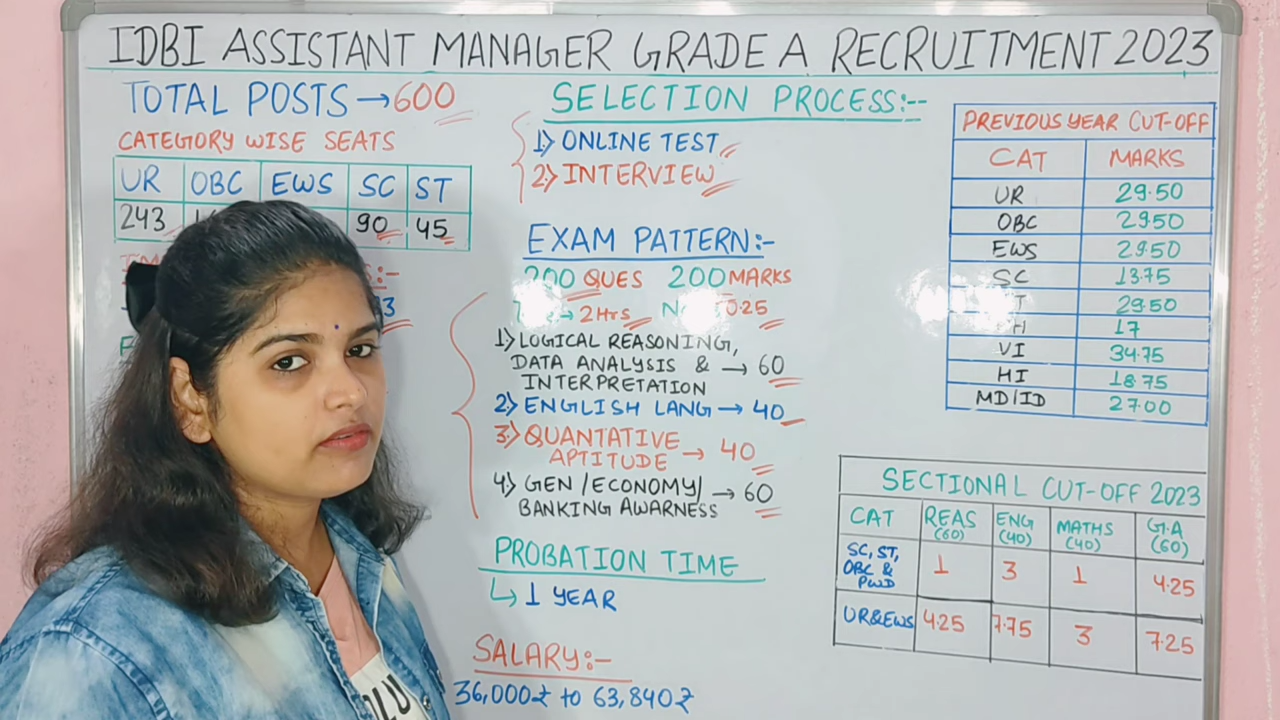 IDBI ASSISTANT MANAGER GRADE A RECRUITMENT 2023
TOTAL POSTS → 600
CATEGORY WISE SEATS
UR OBC EWS SC ST
243 90 45
SELECTION PROCESS:--
1) ONLINE TEST
2) INTERVIEW
EXAM PATTERN:-
200 QUES 200 MARKS
→ 2Hrs 0.25
1) LOGICAL REASONING,
DATA ANALYSIS & → 60
INTERPRETATION
2) ENGLISH LANG → 40
3) QUANTATIVE
APTITUDE → 40
4) GEN/ECONOMY/ → 60
BANKING AWARNESS
PROBATION TIME
↳ 1 YEAR
SALARY:-
36,000₹ to 63,840₹
PREVIOUS YEAR CUT-OFF
CAT MARKS
UR 29.50
OBC 29.50
EWS 29.50
SC 13.75
29.50
17
VI 34.75
HI 18.75
MD/ID 27.00
SECTIONAL CUT-OFF 2023
CAT REAS (60) ENG (40) MATHS (40) G.A (60)
SC, ST,
OBC & 1 3 1 4.25
PWD
UR&EWS 4.25 7.75 3 7.25